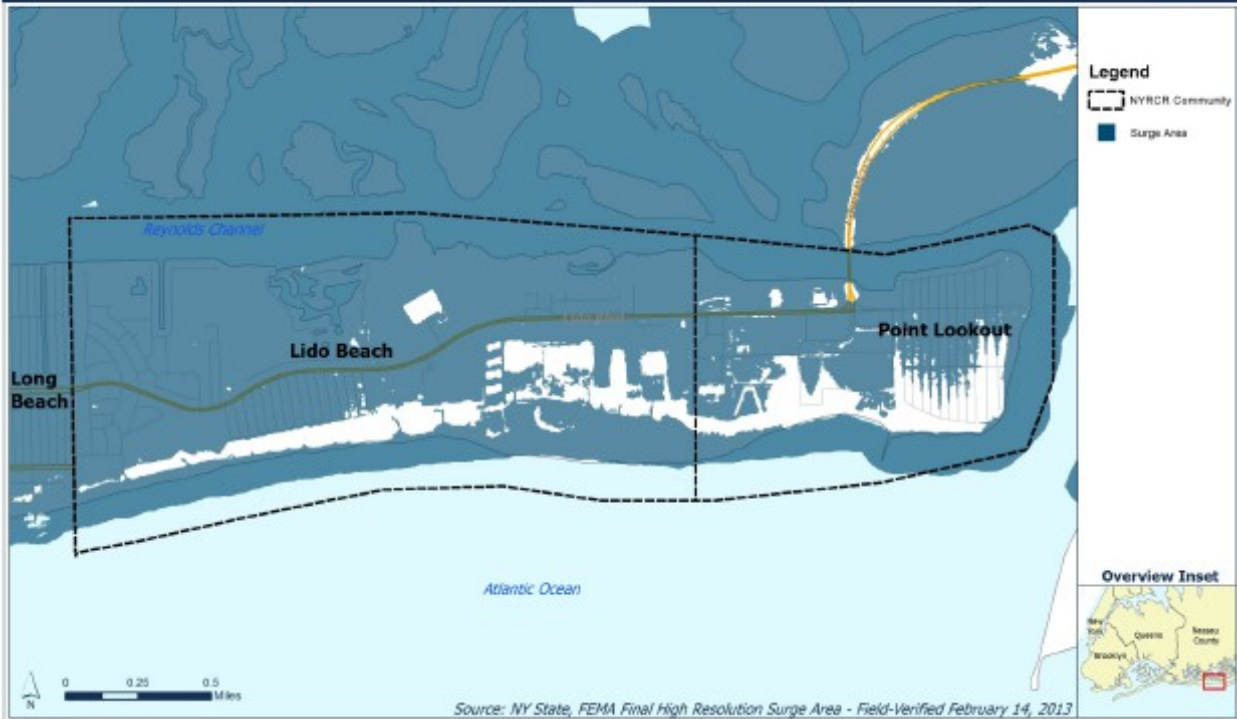 Legend
NYRCR Community
Surge Area
Reynolds Channel
Lido Beach
Point Lookout
Long
Beach
Atlantic Ocean
Overview Inset
New
York
Queens
Nassau
County
Brooklyn
N
0 0.25 0.5
Miles
Source: NY State, FEMA Final High Resolution Surge Area - Field-Verified February 14, 2013